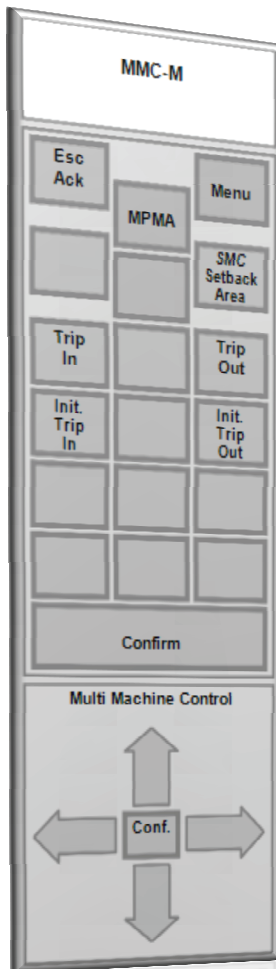 MMC-M
Esc
Ack
Menu
MPMA
SMC
Setback
Area
Trip
In
Trip
Out
Init.
Trip
In
Init.
Trip
Out
Confirm
Multi Machine Control
Conf.